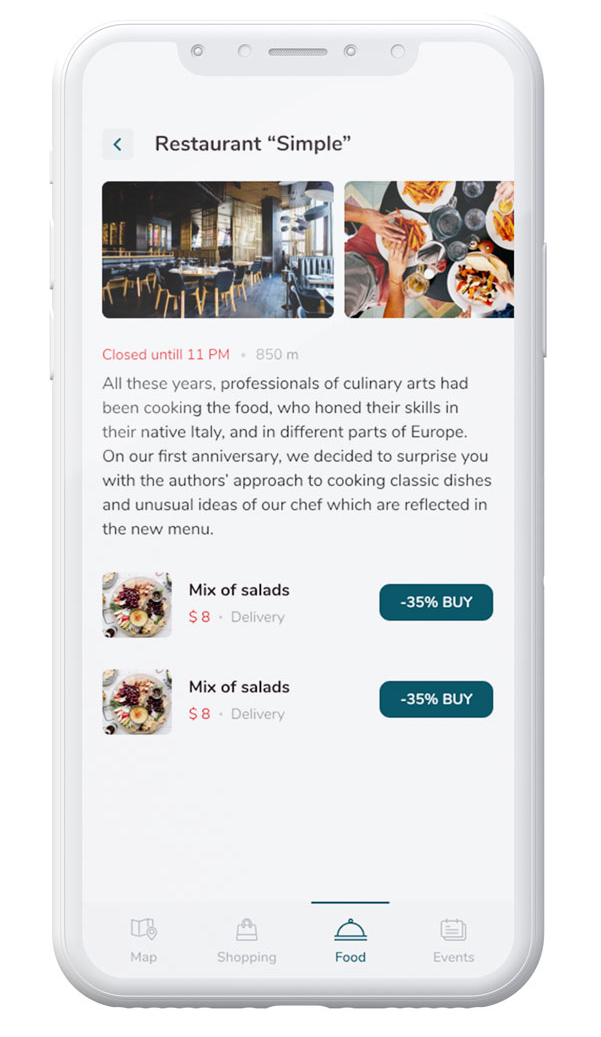 Restaurant “Simple”
Closed untill 11 PM • 850 m
All these years, professionals of culinary arts had
been cooking the food, who honed their skills in
their native Italy, and in different parts of Europe.
On our first anniversary, we decided to surprise you
with the authors’ approach to cooking classic dishes
and unusual ideas of our chef which are reflected in
the new menu.
Mix of salads
$ 8 • Delivery
-35% BUY
Mix of salads
$ 8 • Delivery
-35% BUY
Map
Shopping
Food
Events